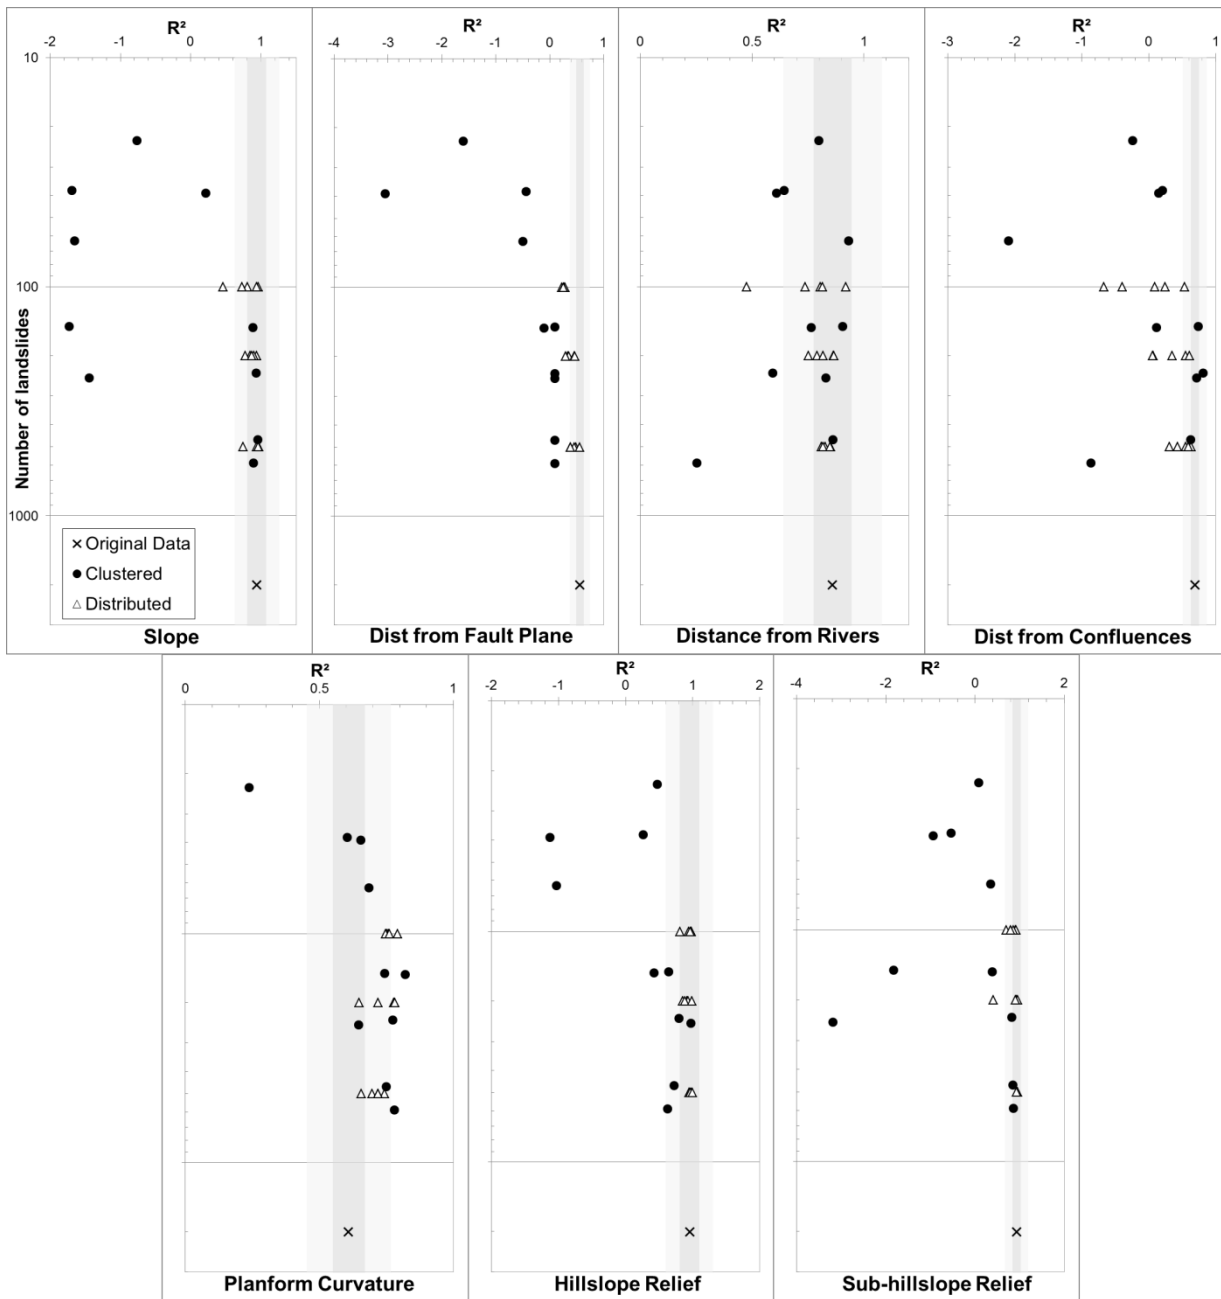 R² R² R² R²
-2 -1 0 1 -4 -3 -2 -1 0 1 0 0.5 1 -3 -2 -1 0 1
10
100
1000
Number of landslides
Original Data
Clustered
Distributed
Slope Dist from Fault Plane Distance from Rivers Dist from Confluences
R² R² R²
0 0.5 1 -2 -1 0 1 2 -4 -2 0 2
Planform Curvature Hillslope Relief Sub-hillslope Relief